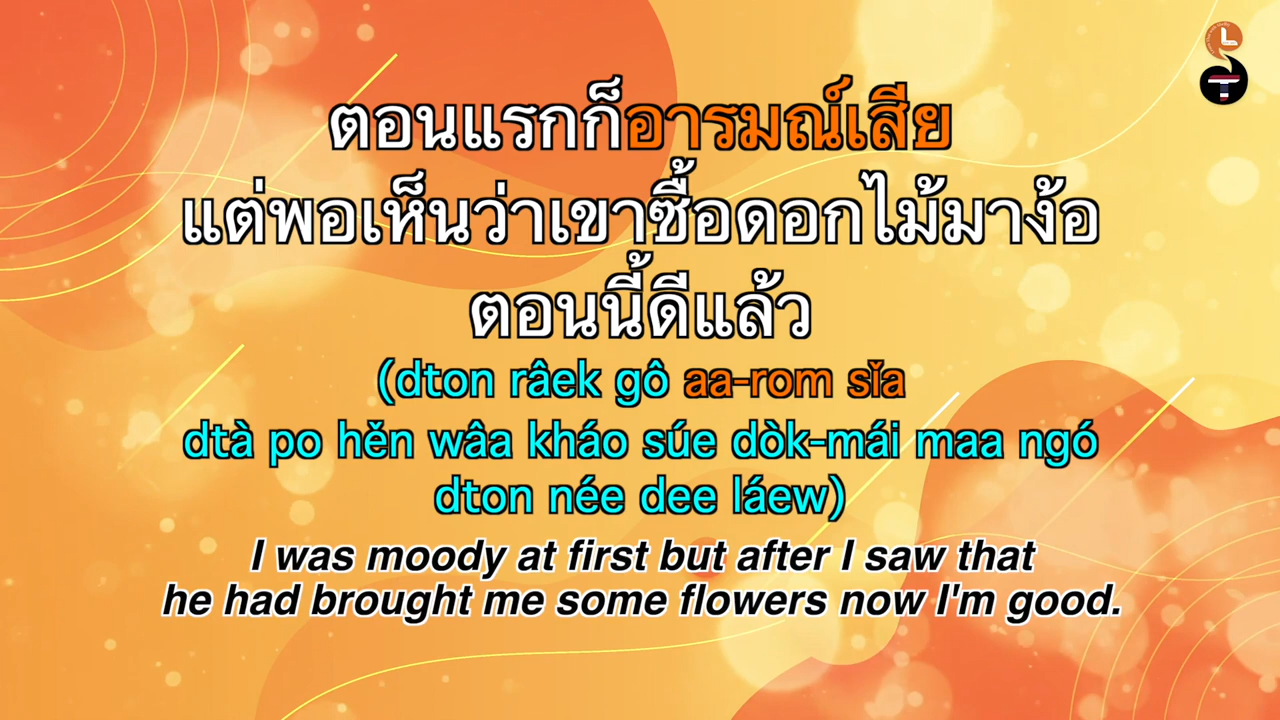 ตอนแรกก็อารมณ์เสีย
แต่พอเห็นว่าเขาซื้อดอกไม้มาง้อ
ตอนนี้ดีแล้ว
(dton râek gô aa-rom sǐa
dtà po hěn wâa kháo súe dòk-mái maa ngó
dton née dee láew)
I was moody at first but after I saw that
he had brought me some flowers now I'm good.